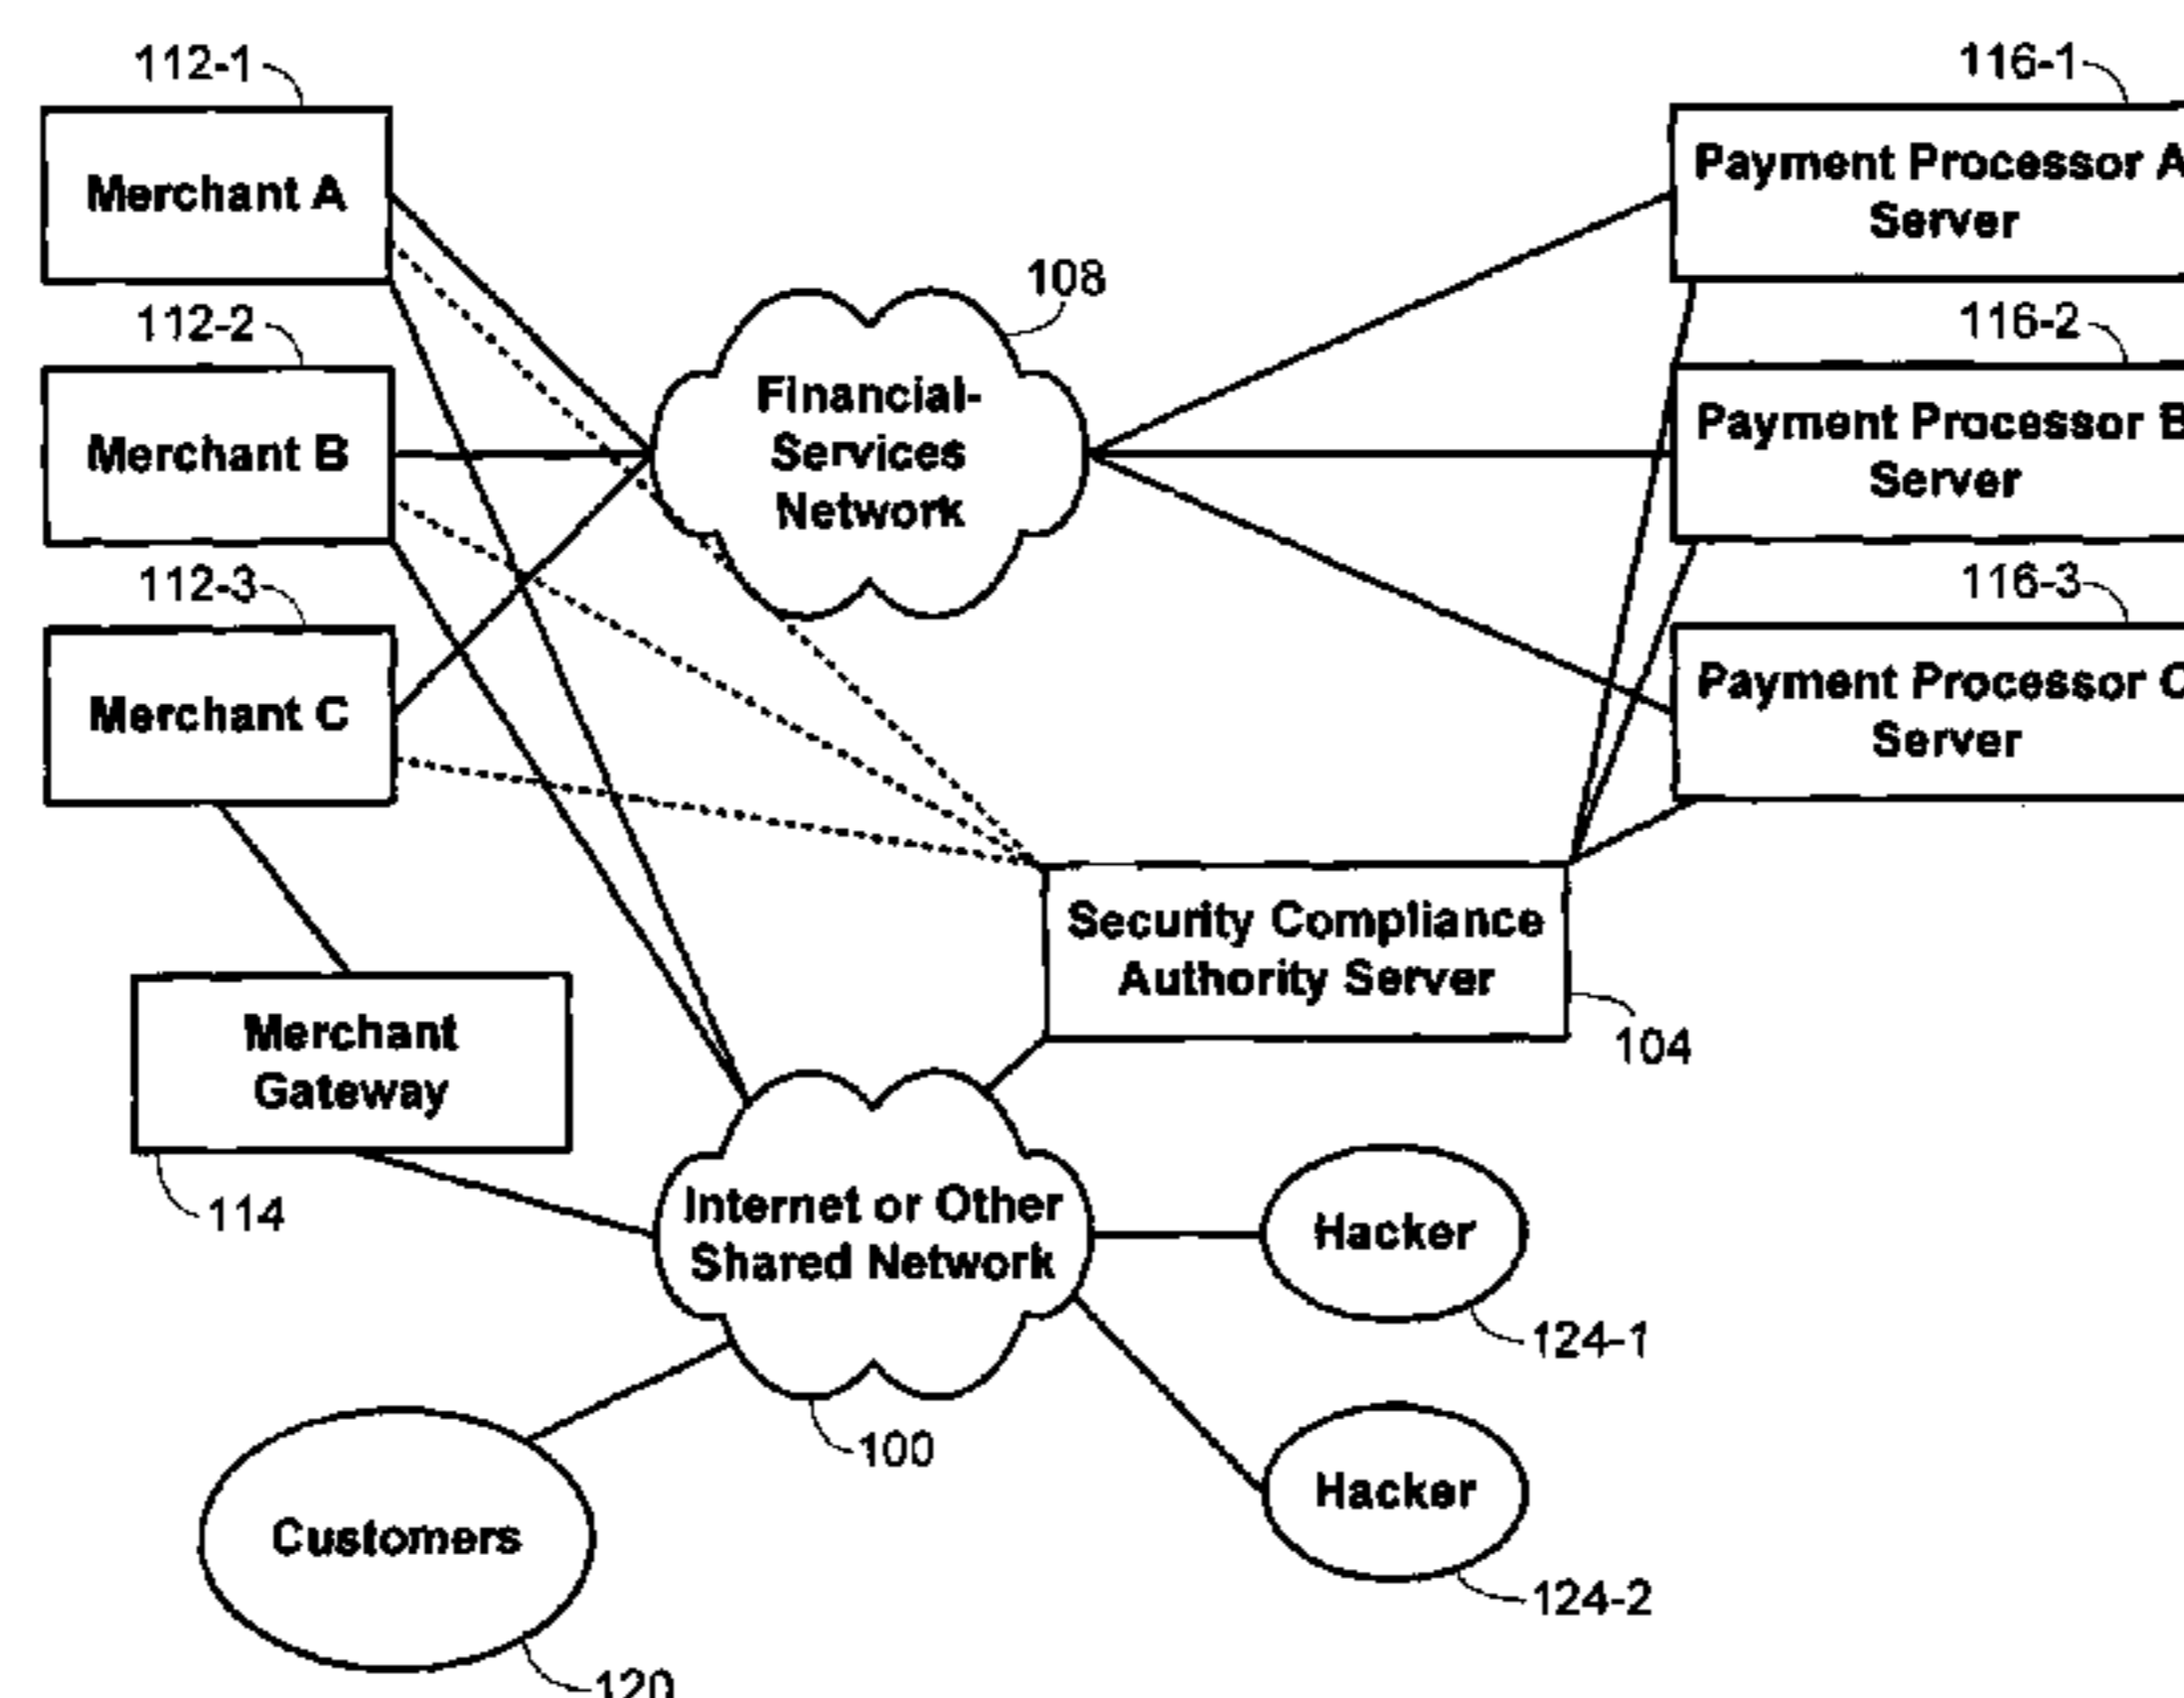 112-1
116-1
Merchant A
Payment Processor A
Server
108
112-2
116-2
Financial-
Services
Network
Merchant B
Payment Processor B
Server
112-3
116-3
Merchant C
Payment Processor C
Server
Security Compliance
Authority Server
104
Merchant
Gateway
114
Internet or Other
Shared Network
Hacker
124-1
100
Hacker
124-2
Customers
120